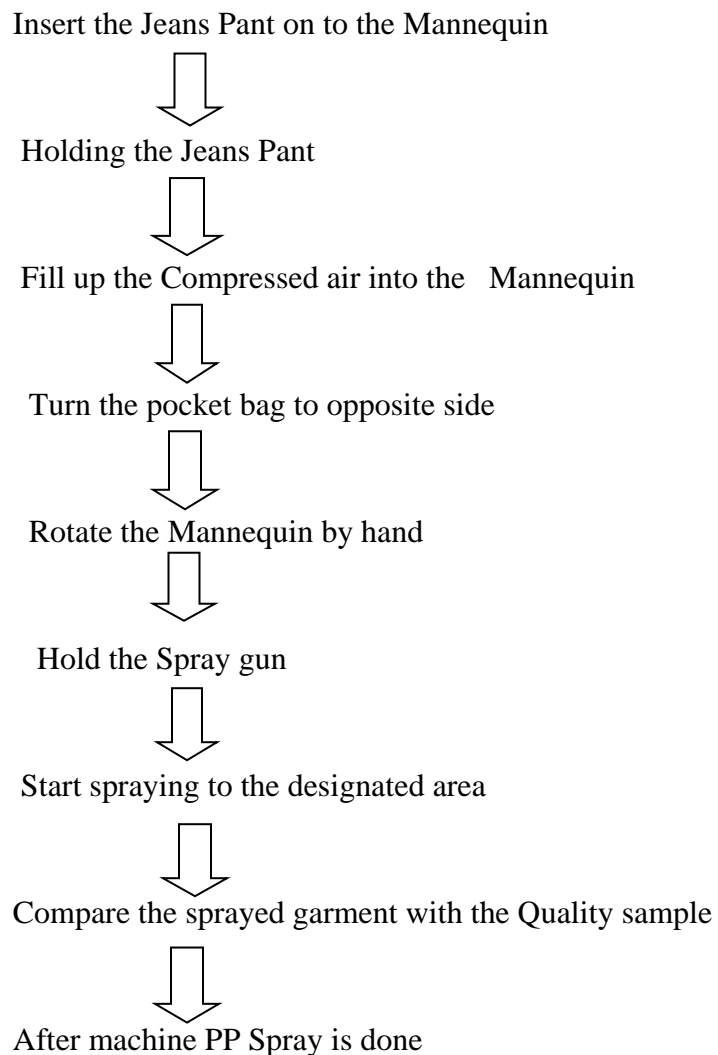 Insert the Jeans Pant on to the Mannequin
Holding the Jeans Pant
Fill up the Compressed air into the Mannequin
Turn the pocket bag to opposite side
Rotate the Mannequin by hand
Hold the Spray gun
Start spraying to the designated area
Compare the sprayed garment with the Quality sample
After machine PP Spray is done